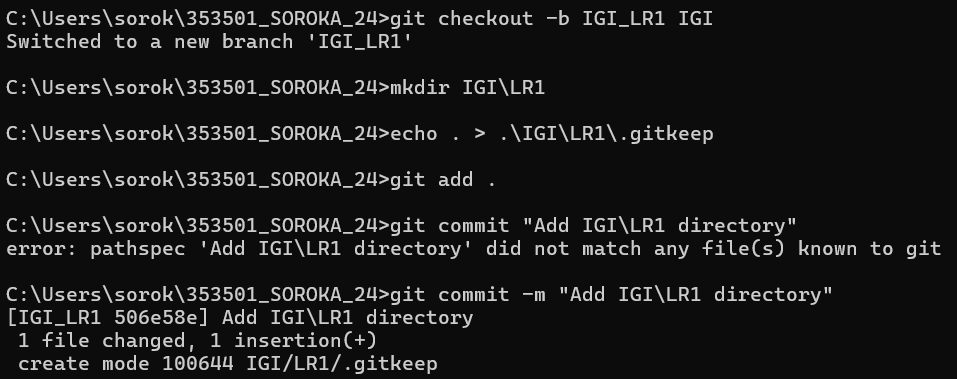 C:\Users\sorok\353501_SOROKA_24>git checkout -b IGI_LR1 IGI
Switched to a new branch 'IGI_LR1'
C:\Users\sorok\353501_SOROKA_24>mkdir IGI\LR1
C:\Users\sorok\353501_SOROKA_24>echo . > .\IGI\LR1\.gitkeep
C:\Users\sorok\353501_SOROKA_24>git add .
C:\Users\sorok\353501_SOROKA_24>git commit "Add IGI\LR1 directory"
error: pathspec 'Add IGI\LR1 directory' did not match any file(s) known to git
C:\Users\sorok\353501_SOROKA_24>git commit -m "Add IGI\LR1 directory"
[IGI_LR1 506e58e] Add IGI\LR1 directory
 1 file changed, 1 insertion(+)
 create mode 100644 IGI/LR1/.gitkeep